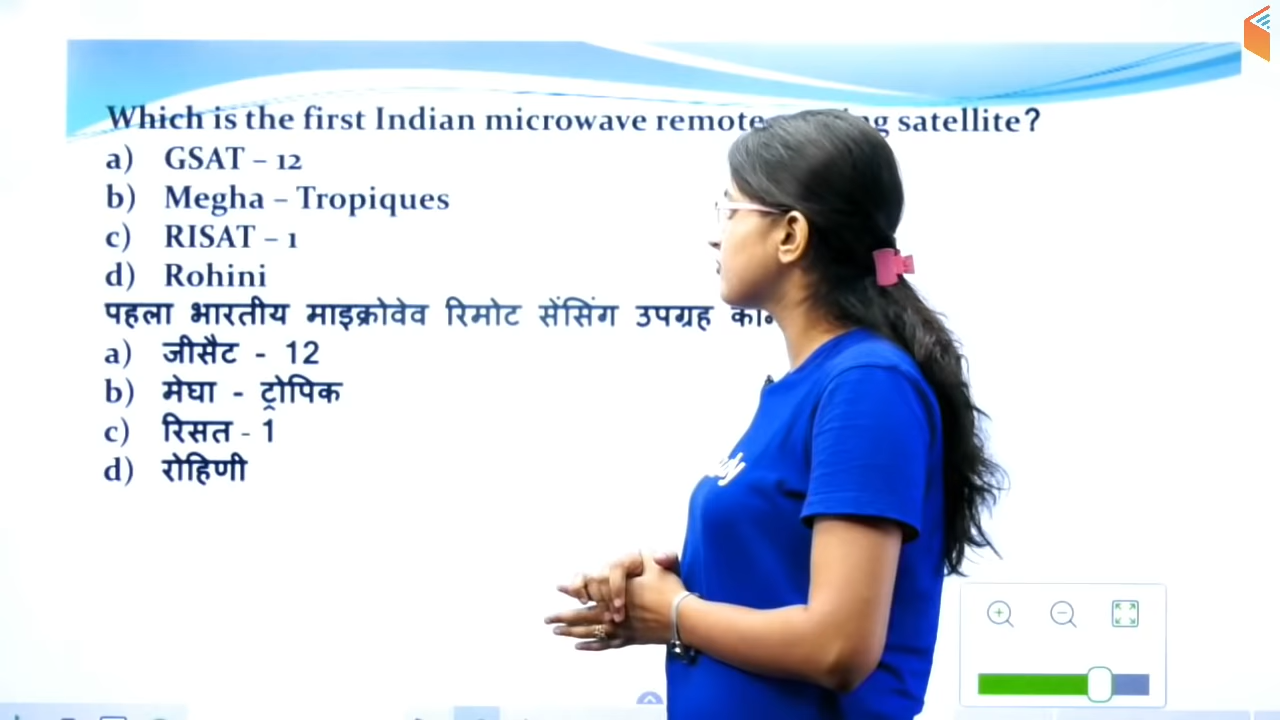 Which is the first Indian microwave remote satellite?
a) GSAT – 12
b) Megha – Tropiques
c) RISAT – 1
d) Rohini
पहला भारतीय माइक्रोवेव रिमोट सेंसिंग उपग्रह
a) जीसैट - 12
b) मेघा - ट्रोपिक
c) रिसत - 1
d) रोहिणी